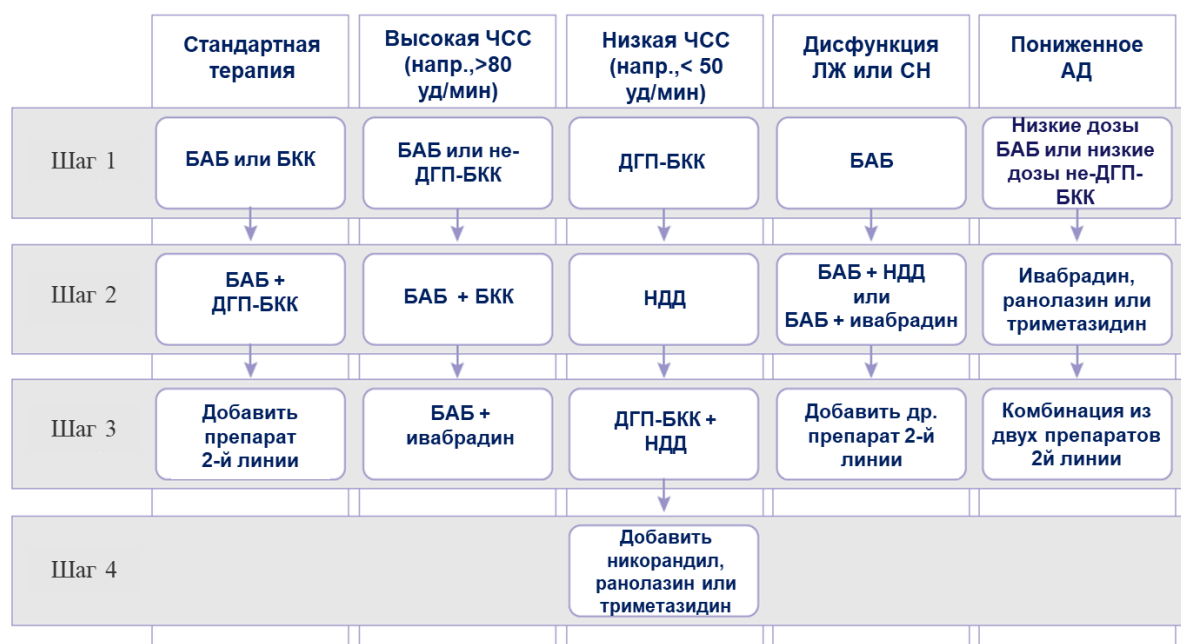 Стандартная
терапия
Высокая ЧСС
(напр.,>80
уд/мин)
Низкая ЧСС
(напр.,< 50
уд/мин)
Дисфункция
ЛЖ или СН
Пониженное
АД
Шаг 1
БАБ или БКК
БАБ или не-
ДГП-БКК
ДГП-БКК
БАБ
Низкие дозы
БАБ или низкие
дозы не-ДГП-
БКК
Шаг 2
БАБ +
ДГП-БКК
БАБ + БКК
НДД
БАБ + НДД
или
БАБ + ивабрадин
Ивабрадин,
ранолазин или
триметазидин
Шаг 3
Добавить
препарат
2-й линии
БАБ +
ивабрадин
ДГП-БКК +
НДД
Добавить др.
препарат 2-й
линии
Комбинация из
двух препаратов
2й линии
Шаг 4
Добавить
никорандил,
ранолазин или
триметазидин